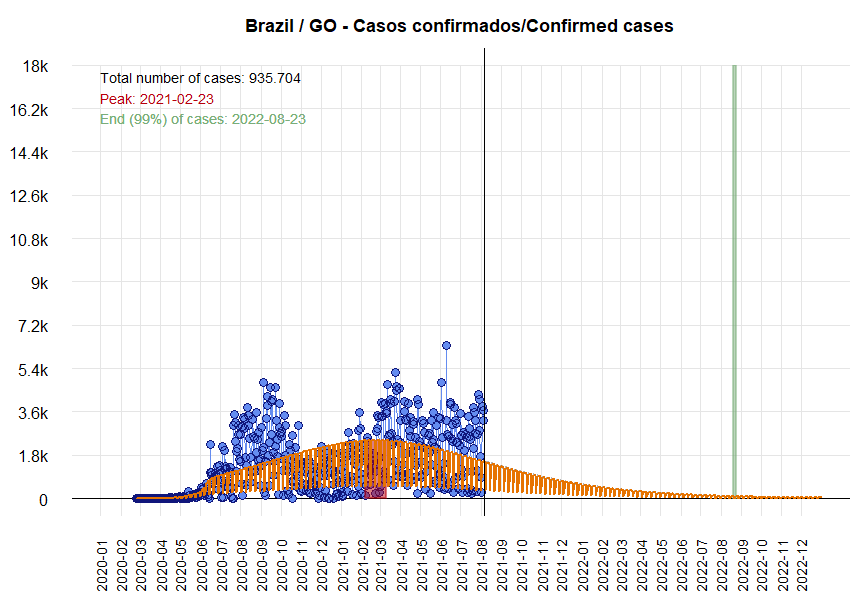 Brazil / GO - Casos confirmados/Confirmed cases
18k
Total number of cases: 935.704
Peak: 2021-02-23
End (99%) of cases: 2022-08-23
16.2k
14.4k
12.6k
10.8k
9k
7.2k
5.4k
3.6k
1.8k
0
2020-01
2020-02
2020-03
2020-04
2020-05
2020-06
2020-07
2020-08
2020-09
2020-10
2020-11
2020-12
2021-01
2021-02
2021-03
2021-04
2021-05
2021-06
2021-07
2021-08
2021-09
2021-10
2021-11
2021-12
2022-01
2022-02
2022-03
2022-04
2022-05
2022-06
2022-07
2022-08
2022-09
2022-10
2022-11
2022-12